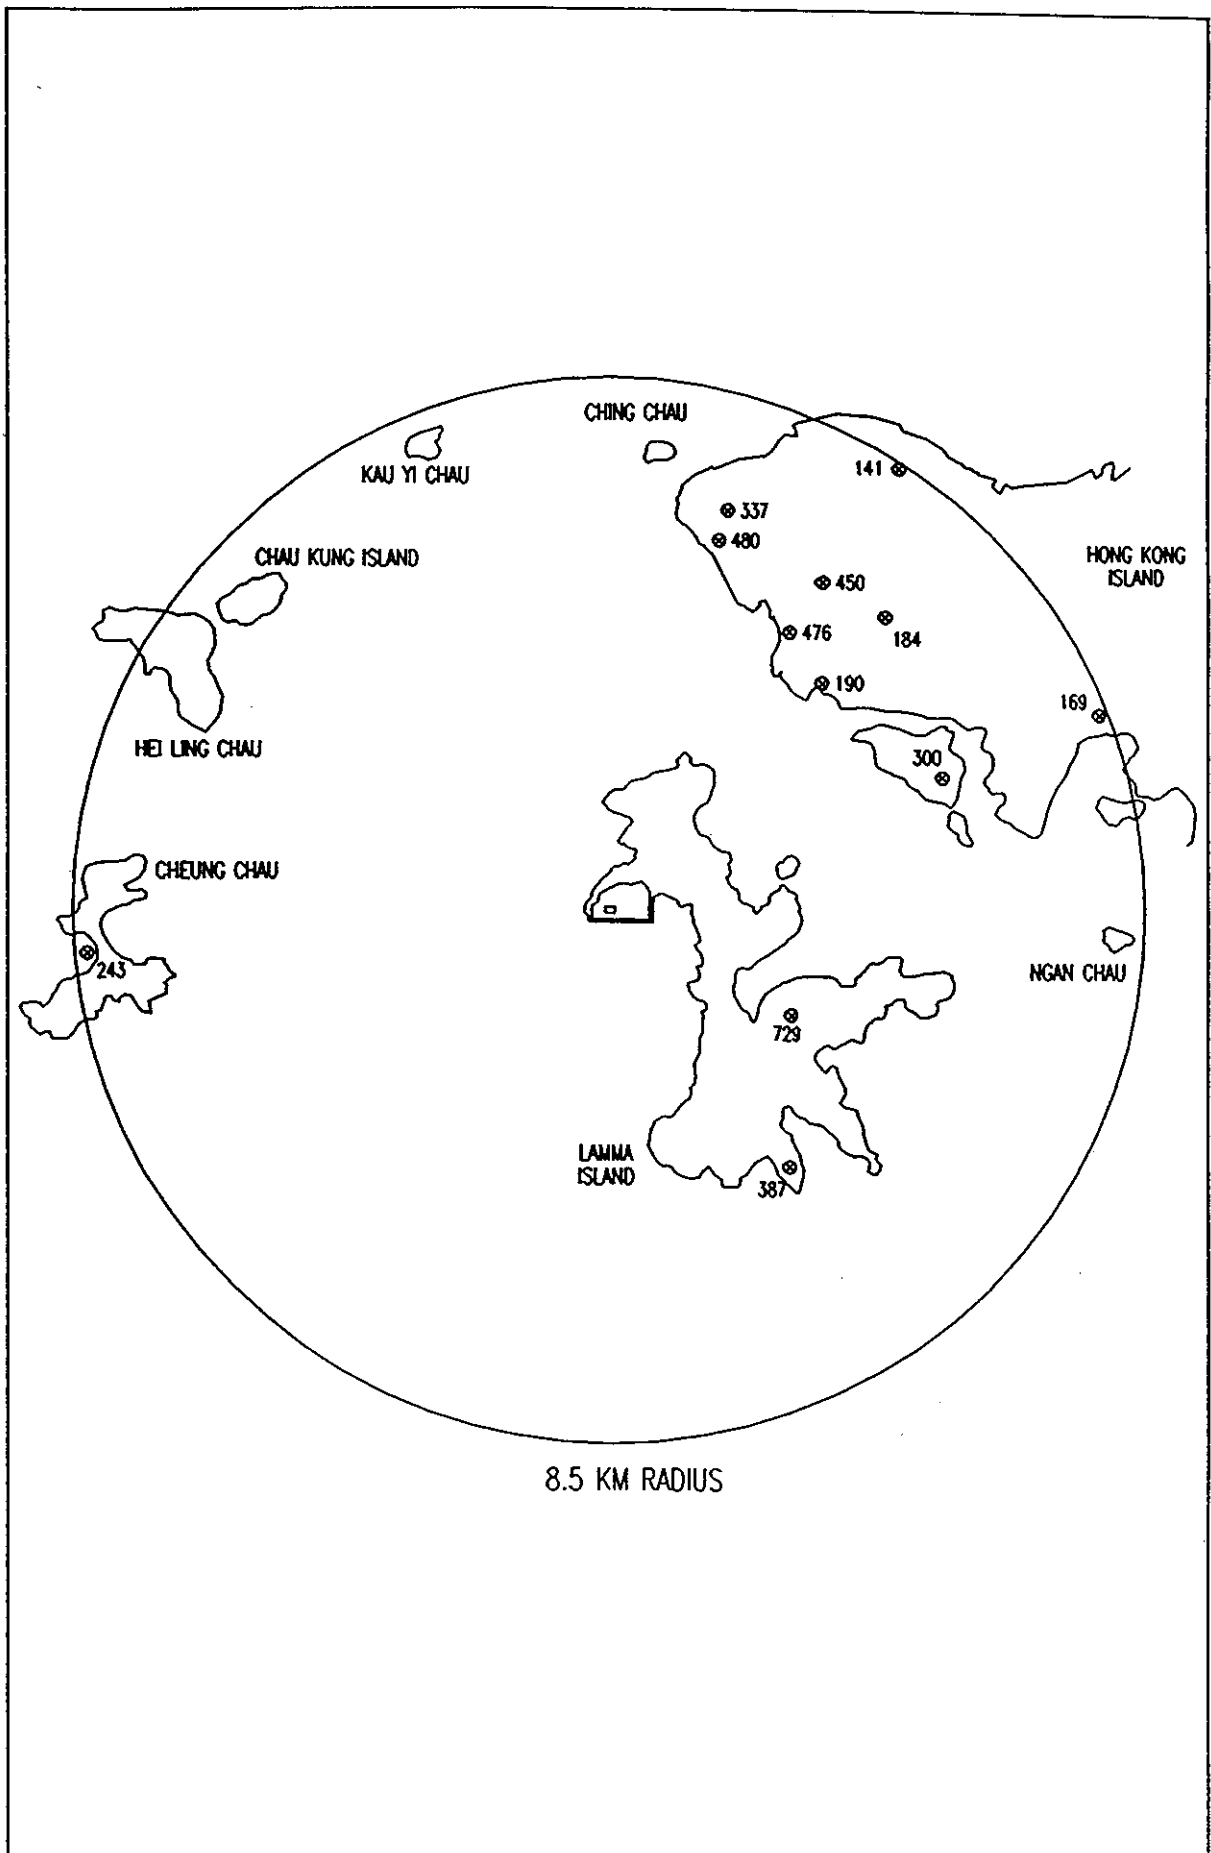 CHING CHAU
KAU YI CHAU
141
337
480
HONG KONG
ISLAND
CHAU KUNG ISLAND
450
476
184
190
169
HEI LING CHAU
300
CHEUNG CHAU
243
NGAN CHAU
729
LAMMA
ISLAND
387
8.5 KM RADIUS